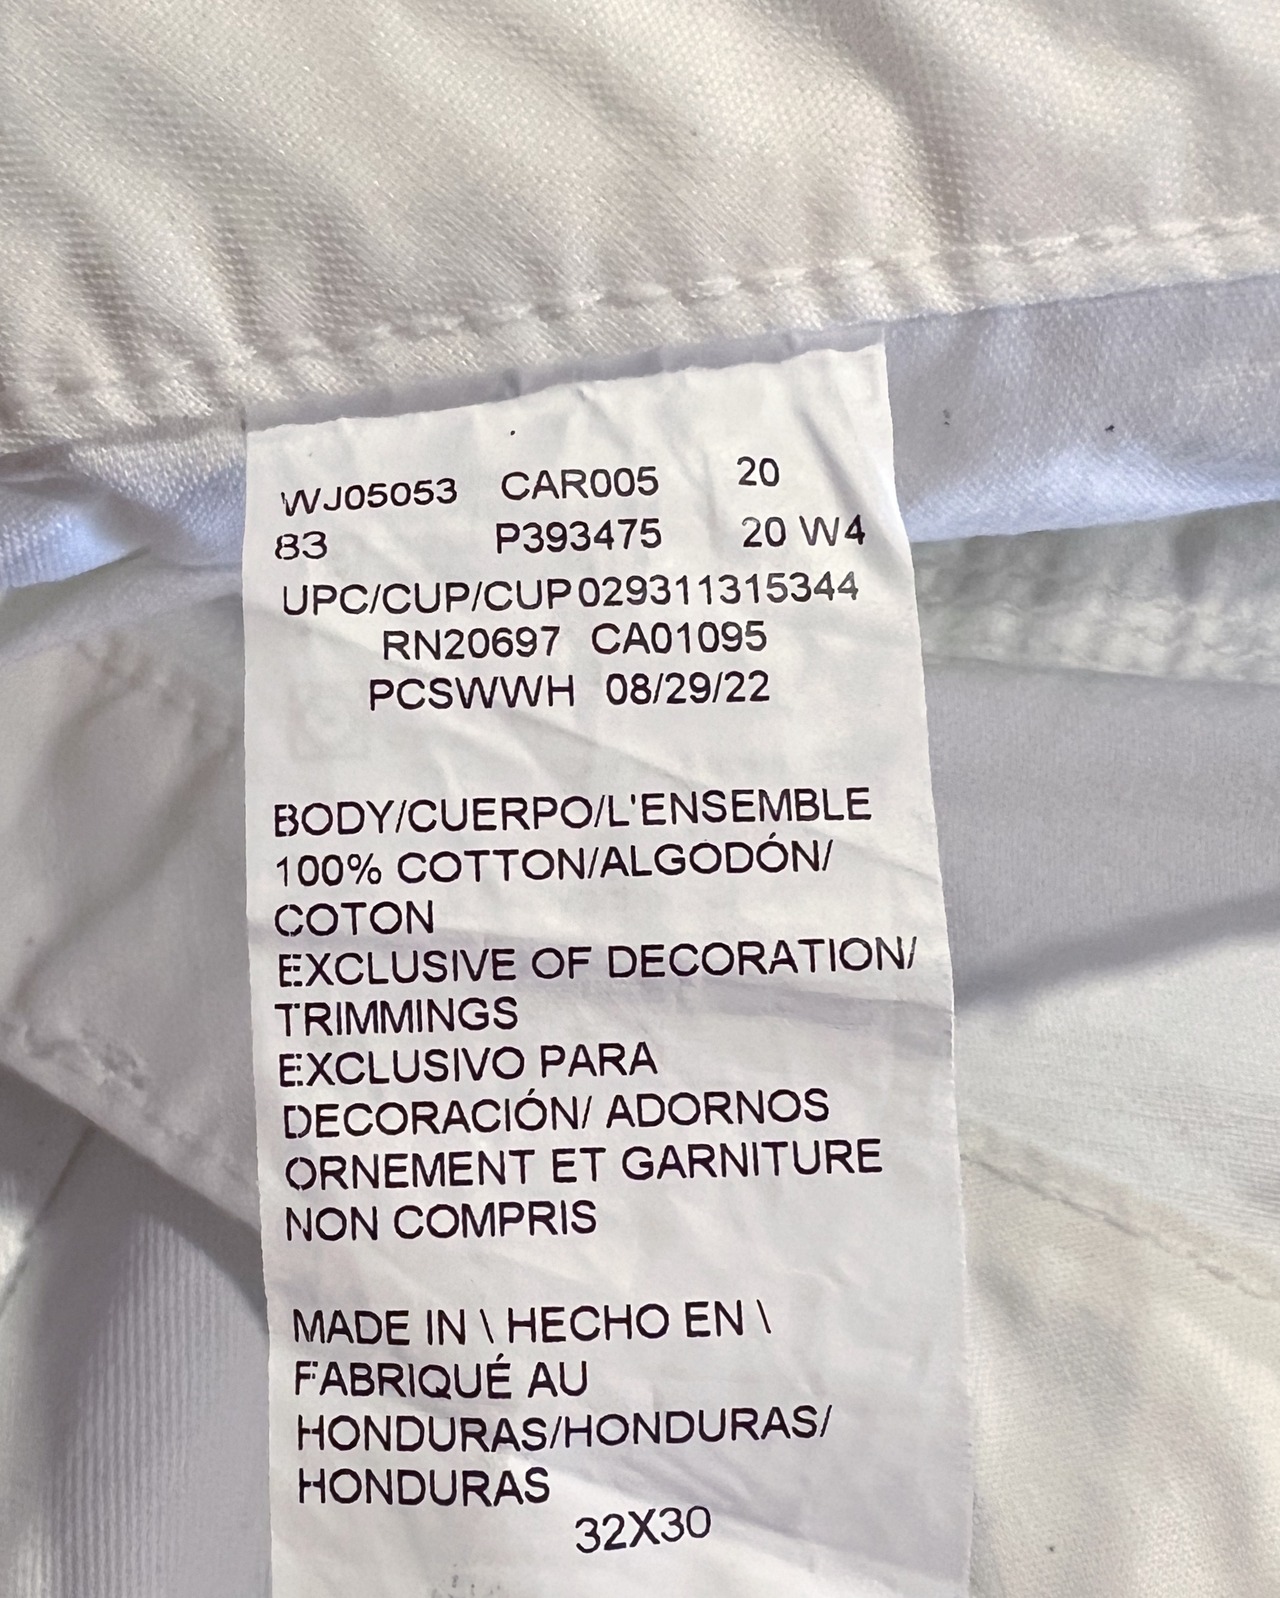 WJ05053 CAR005 20
83 P393475 20 W4
UPC/CUP/CUP029311315344
RN20697 CA01095
PCSWWH 08/29/22
BODY/CUERPO/L'ENSEMBLE
100% COTTON/ALGODÓN/
COTON
EXCLUSIVE OF DECORATION/
TRIMMINGS
EXCLUSIVO PARA
DECORACIÓN/ ADORNOS
ORNEMENT ET GARNITURE
NON COMPRIS
MADE IN \ HECHO EN \
FABRIQUÉ AU
HONDURAS/HONDURAS/
HONDURAS
32X30